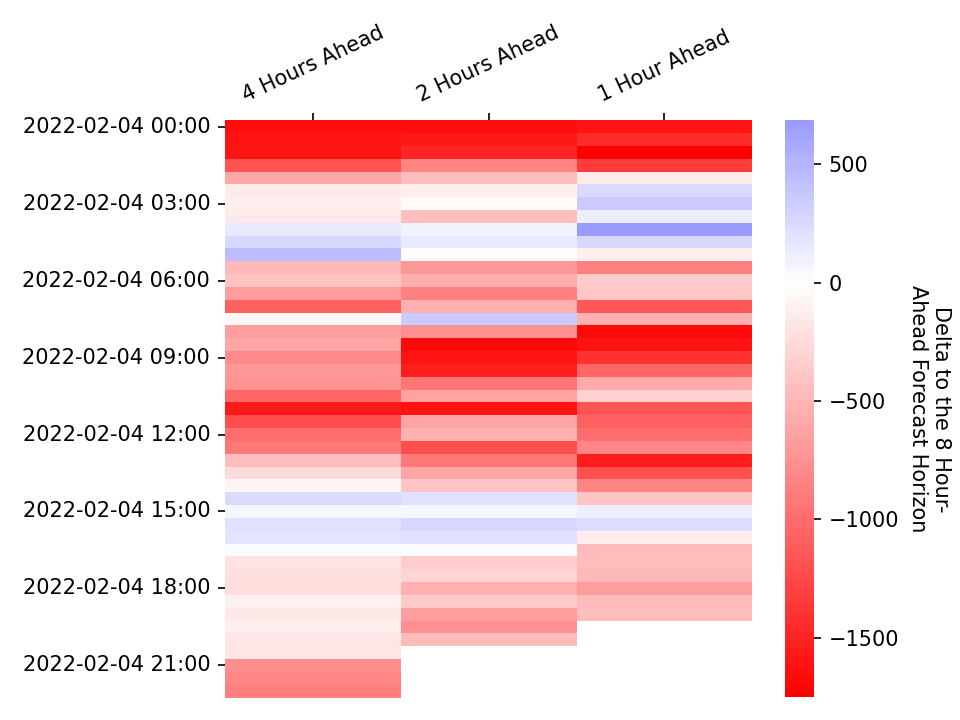 4 Hours Ahead
2 Hours Ahead
1 Hour Ahead
2022-02-04 00:00
2022-02-04 03:00
2022-02-04 06:00
2022-02-04 09:00
2022-02-04 12:00
2022-02-04 15:00
2022-02-04 18:00
2022-02-04 21:00
500
0
−500
−1000
−1500
Delta to the 8 Hour-
Ahead Forecast Horizon